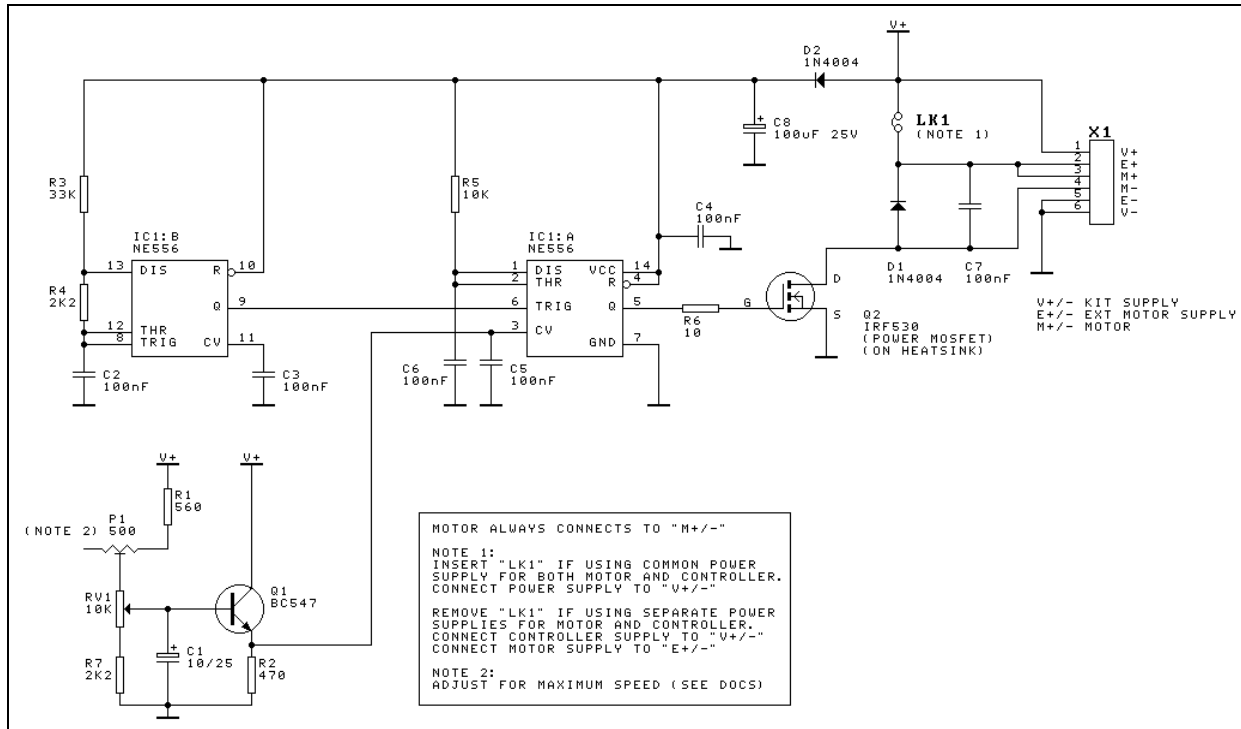 V+
D2
1N4004
C8
100uF 25V
LK1
(NOTE 1)
X1
1 V+
2 E+
3 M+
4 M-
5 E-
6 V-
R3
33K
R5
10K
C4
100nF
IC1:B
NE556
13 DIS R 10
R4
2K2
Q 9
12 THR
8 TRIG CV 11
C2
100nF
C3
100nF
IC1:A
NE556
1 DIS VCC 14
2 THR R 4
6 TRIG Q 5
3 CV
GND 7
C6
100nF
C5
100nF
R6
10
G
D
S
D1
1N4004
C7
100nF
Q2
IRF530
(POWER MOSFET)
(ON HEATSINK)
V+/- KIT SUPPLY
E+/- EXT MOTOR SUPPLY
M+/- MOTOR
V+
V+
R1
560
(NOTE 2)
P1
500
RV1
10K
Q1
BC547
C1
10/25
R7
2K2
R2
470
MOTOR ALWAYS CONNECTS TO "M+/-"
NOTE 1:
INSERT "LK1" IF USING COMMON POWER
SUPPLY FOR BOTH MOTOR AND CONTROLLER.
CONNECT POWER SUPPLY TO "V+/-"
REMOVE "LK1" IF USING SEPARATE POWER
SUPPLIES FOR MOTOR AND CONTROLLER.
CONNECT CONTROLLER SUPPLY TO "V+/-"
CONNECT MOTOR SUPPLY TO "E+/-"
NOTE 2:
ADJUST FOR MAXIMUM SPEED (SEE DOCS)